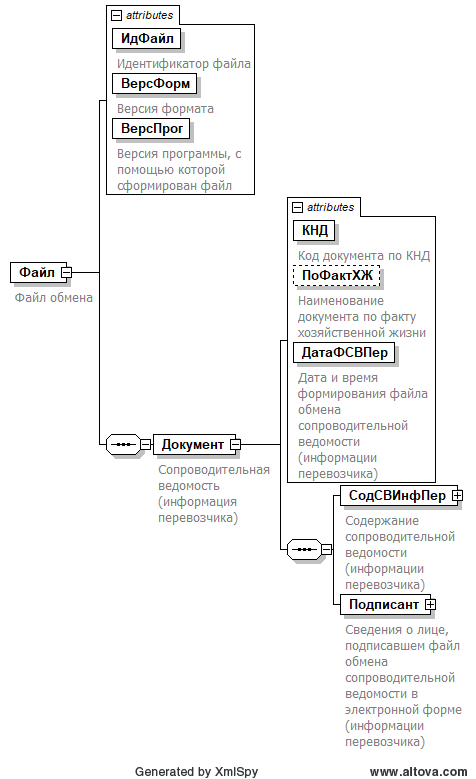 attributes
ИдФайл
Идентификатор файла
ВерсФорм
Версия формата
ВерсПрог
Версия программы, с
помощью которой
сформирован файл
Файл
Файл обмена
attributes
КНД
Код документа по КНД
ПоФактХЖ
Наименование
документа по факту
хозяйственной жизни
ДатаФСВПер
Дата и время
формирования файла
обмена
сопроводительной
ведомости
(информации
перевозчика)
Документ
Сопроводительная
ведомость
(информация
перевозчика)
СодСВИнфПер
Содержание
сопроводительной
ведомости
(информации
перевозчика)
Подписант
Сведения о лице,
подписавшем файл
обмена
сопроводительной
ведомости в
электронной форме
(информации
перевозчика)
Generated by XmlSpy
www.altova.com